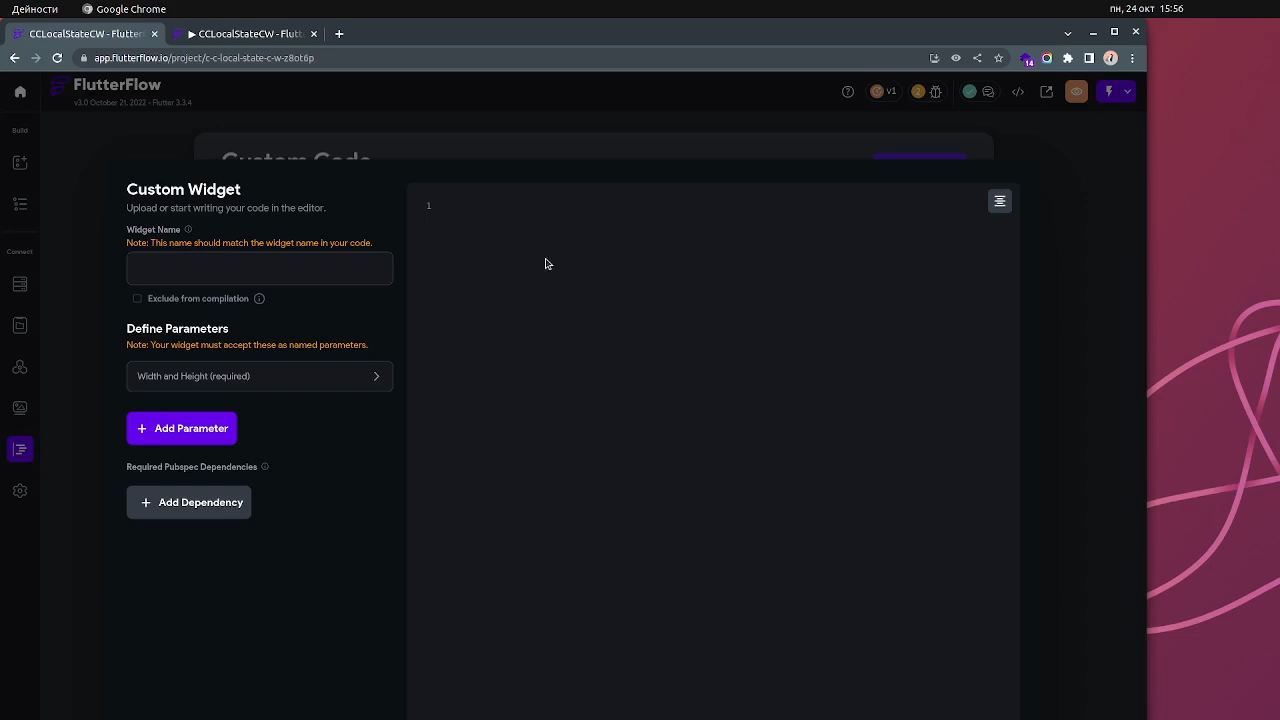 Дейности
Google Chrome
пн, 24 окт 15:56
CCLocalStateCW - Flutter
▶ CCLocalStateCW - Flutt
app.flutterflow.io/project/c-c-local-state-c-w-z8ot6p
14
FlutterFlow
v3.0 October 21, 2022 - Flutter 3.3.4
v1
2
Build
Custom Code
Custom Widget
Upload or start writing your code in the editor.
1
Widget Name
Note: This name should match the widget name in your code.
Connect
Exclude from compilation
Define Parameters
Note: Your widget must accept these as named parameters.
Width and Height (required)
+ Add Parameter
Required Pubspec Dependencies
+ Add Dependency